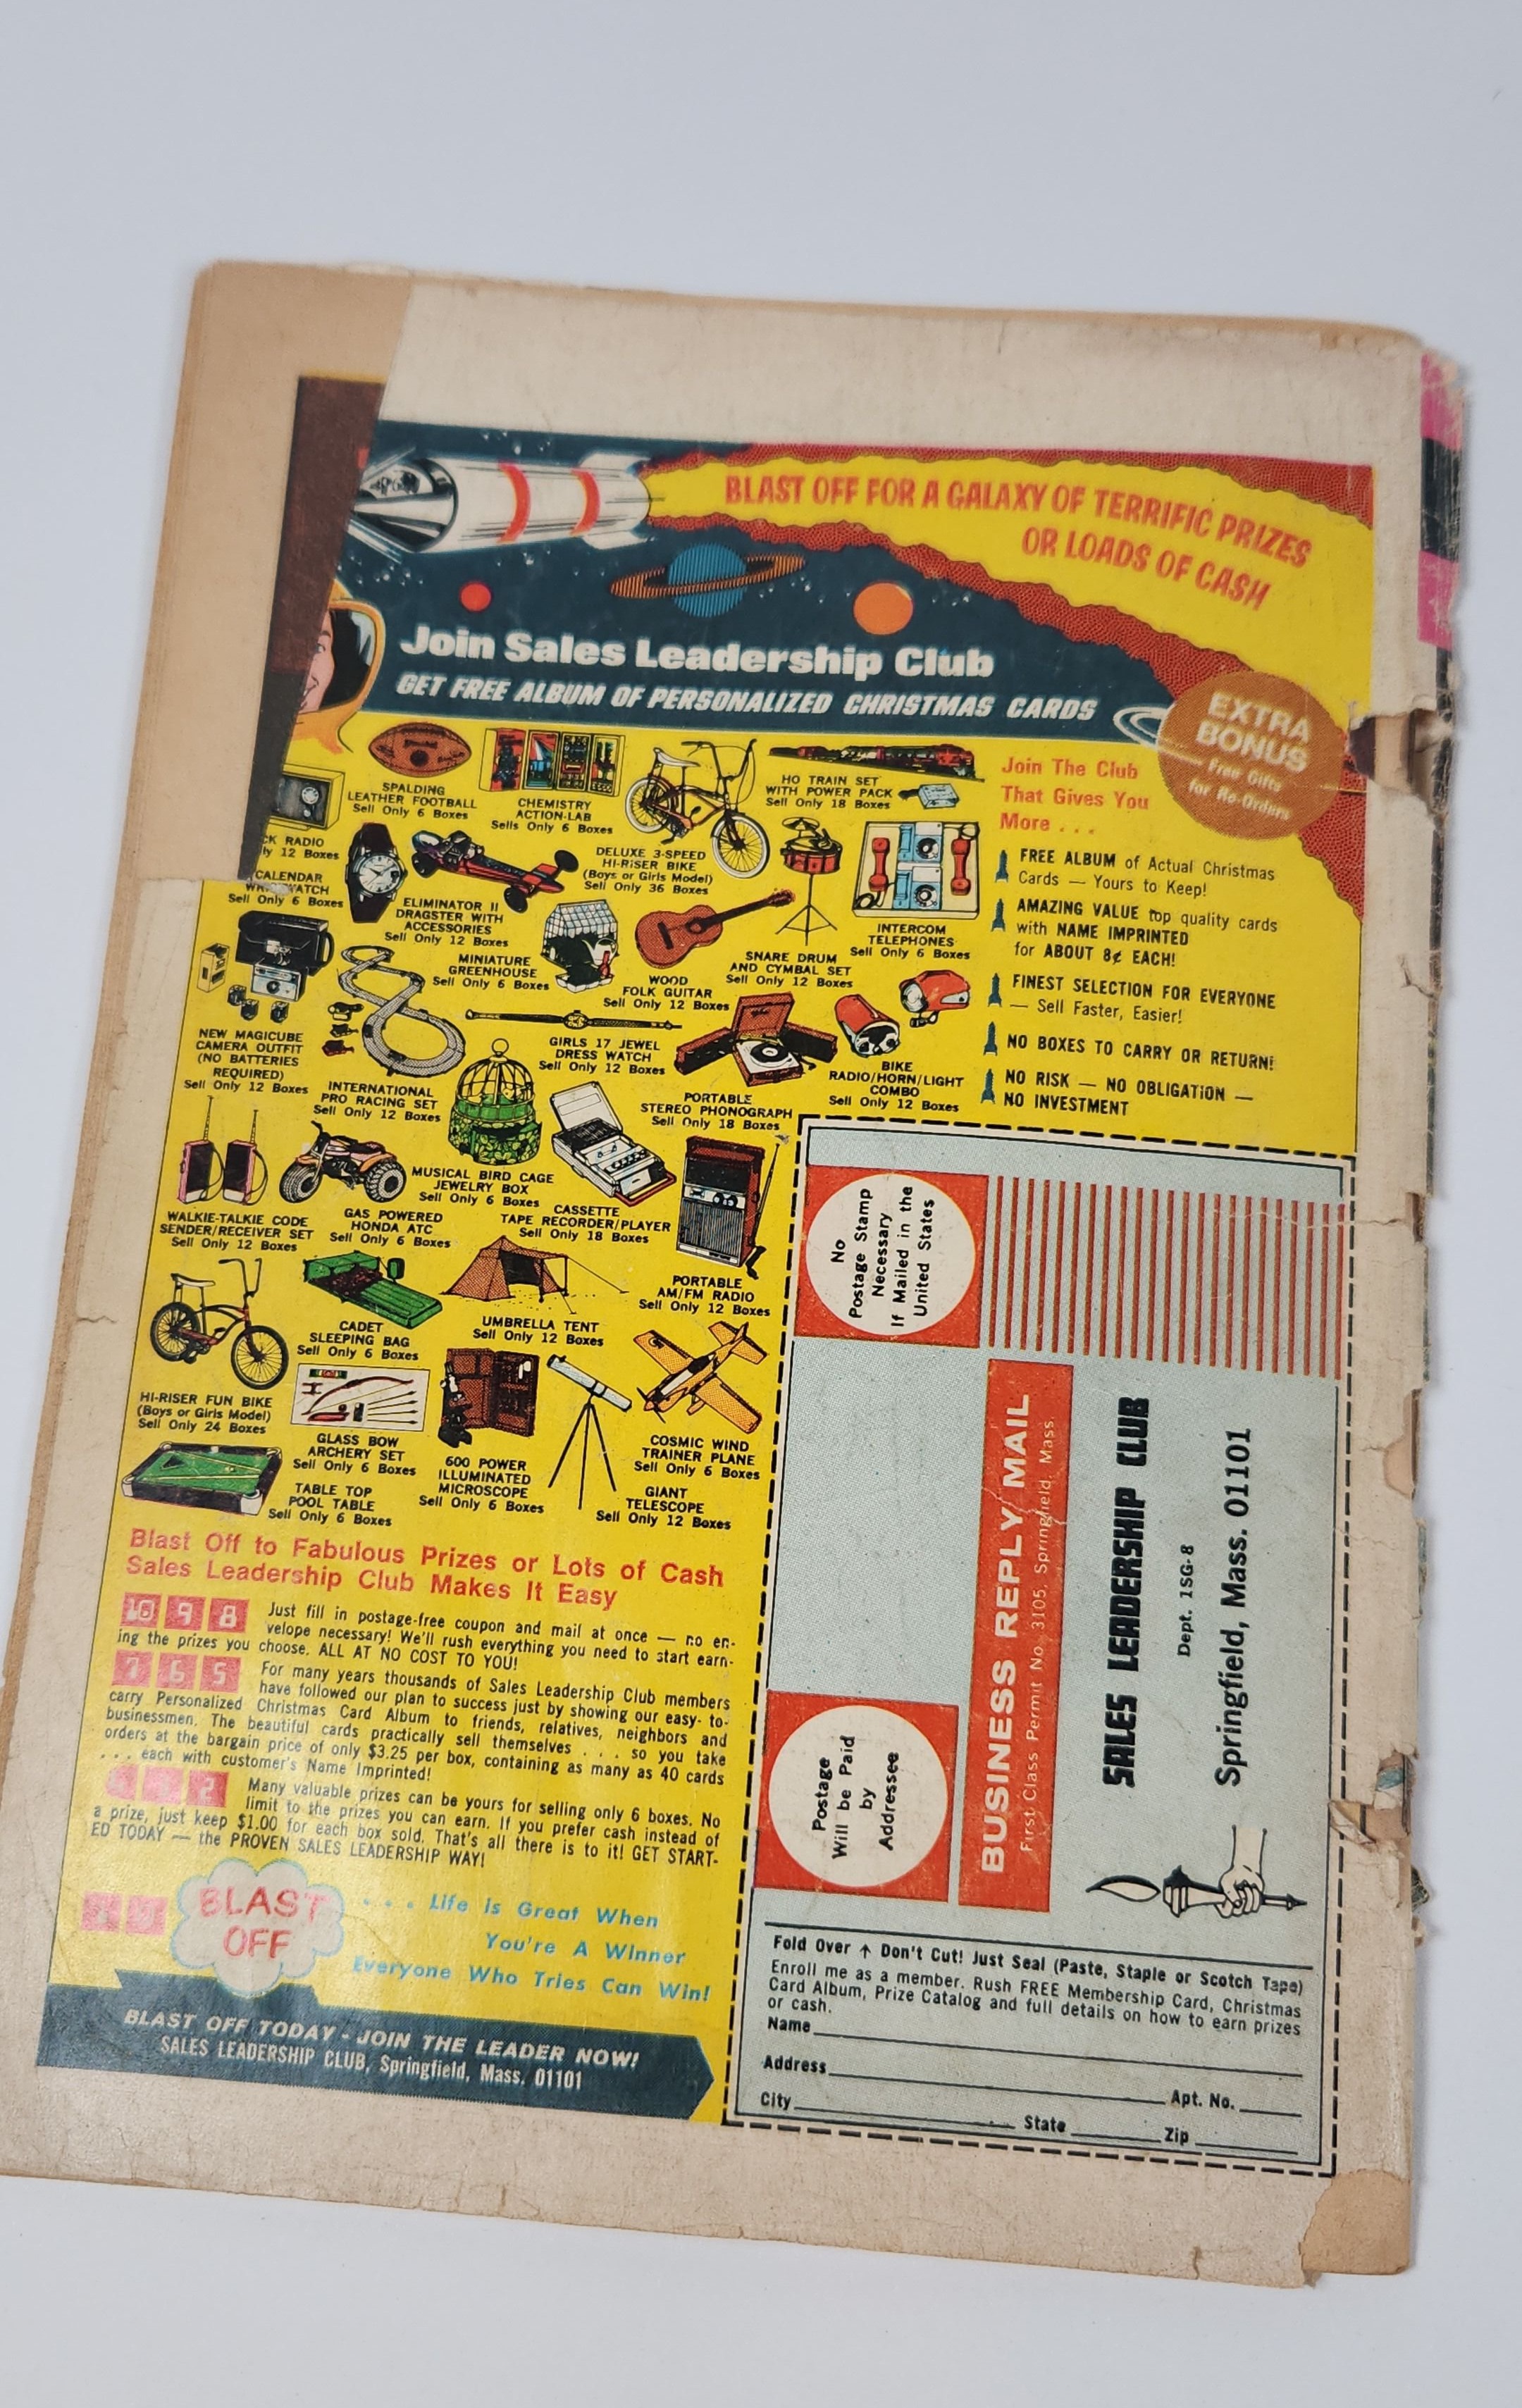 BLAST OFF FOR A GALAXY OF TERRIFIC PRIZES
OR LOADS OF CASH
Join Sales Leadership Club
GET FREE ALBUM OF PERSONALIZED CHRISTMAS CARDS
EXTRA
BONUS
Free Gifts
for Re-Orders
SPALDING
LEATHER FOOTBALL
Sell Only 6 Boxes
CHEMISTRY
ACTION-LAB
Sells Only 6 Boxes
DELUXE 3-SPEED
HI-RISER BIKE
(Boys or Girls Model)
Sell Only 36 Boxes
HO TRAIN SET
WITH POWER PACK
Sell Only 18 Boxes
RADIO
12 Boxes
CALENDAR
Sell Only 6 Boxes
ELIMINATOR II
DRAGSTER WITH
ACCESSORIES
Sell Only 12 Boxes
MINIATURE
GREENHOUSE
Sell Only 6 Boxes
WOOD
FOLK GUITAR
Sell Only 12 Boxes
SNARE DRUM
AND CYMBAL SET
Sell Only 12 Boxes
INTERCOM
TELEPHONES
Sell Only 6 Boxes
NEW MAGICUBE
CAMERA OUTFIT
(NO BATTERIES
REQUIRED)
Sell Only 12 Boxes
INTERNATIONAL
PRO RACING SET
Sell Only 12 Boxes
GIRLS 17 JEWEL
DRESS WATCH
Sell Only 12 Boxes
PORTABLE
STEREO PHONOGRAPH
Sell Only 18 Boxes
BIKE
RADIO/HORN/LIGHT
COMBO
Sell Only 12 Boxes
WALKIE-TALKIE CODE
SENDER/RECEIVER SET
Sell Only 12 Boxes
GAS POWERED
HONDA ATC
Sell Only 6 Boxes
MUSICAL BIRD CAGE
JEWELRY BOX
Sell Only 6 Boxes
CASSETTE
TAPE RECORDER/PLAYER
Sell Only 18 Boxes
PORTABLE
AM/FM RADIO
Sell Only 12 Boxes
HI-RISER FUN BIKE
(Boys or Girls Model)
Sell Only 24 Boxes
CADET
SLEEPING BAG
Sell Only 6 Boxes
UMBRELLA TENT
Sell Only 12 Boxes
GLASS BOW
ARCHERY SET
Sell Only 6 Boxes
600 POWER
ILLUMINATED
MICROSCOPE
Sell Only 6 Boxes
COSMIC WIND
TRAINER PLANE
Sell Only 6 Boxes
TABLE TOP
POOL TABLE
Sell Only 6 Boxes
GIANT
TELESCOPE
Sell Only 12 Boxes
Join The Club
That Gives You
More . . .
FREE ALBUM of Actual Christmas
Cards — Yours to Keep!
AMAZING VALUE top quality cards
with NAME IMPRINTED
for ABOUT 8¢ EACH!
FINEST SELECTION FOR EVERYONE
— Sell Faster, Easier!
NO BOXES TO CARRY OR RETURN!
NO RISK — NO OBLIGATION —
NO INVESTMENT
Blast Off to Fabulous Prizes or Lots of Cash
Sales Leadership Club Makes It Easy
10 9 8 Just fill in postage-free coupon and mail at once — no en-
velope necessary! We'll rush everything you need to start earn-
ing the prizes you choose. ALL AT NO COST TO YOU!
7 6 5 For many years thousands of Sales Leadership Club members
have followed our plan to success just by showing our easy- to-
carry Personalized Christmas Card Album to friends, relatives, neighbors and
businessmen. The beautiful cards practically sell themselves . . . so you take
orders at the bargain price of only $3.25 per box, containing as many as 40 cards
. . . each with customer's Name Imprinted!
4 3 2 Many valuable prizes can be yours for selling only 6 boxes. No
limit to the prizes you can earn. If you prefer cash instead of
a prize, just keep $1.00 for each box sold. That's all there is to it! GET START-
ED TODAY — the PROVEN SALES LEADERSHIP WAY!
1 0 BLAST
OFF
. . . Life is Great When
You're A Winner
Everyone Who Tries Can Win!
BLAST OFF TODAY - JOIN THE LEADER NOW!
SALES LEADERSHIP CLUB, Springfield, Mass. 01101
No
Postage Stamp
Necessary
If Mailed in the
United States
Postage
Will be Paid
by
Addressee
BUSINESS REPLY MAIL
First Class Permit No. 3105, Springfield, Mass.
SALES LEADERSHIP CLUB
Dept. 1SG-8
Springfield, Mass. 01101
Fold Over ↑ Don't Cut! Just Seal (Paste, Staple or Scotch Tape)
Enroll me as a member. Rush FREE Membership Card, Christmas
Card Album, Prize Catalog and full details on how to earn prizes
or cash.
Name
Address Apt. No.
City State Zip